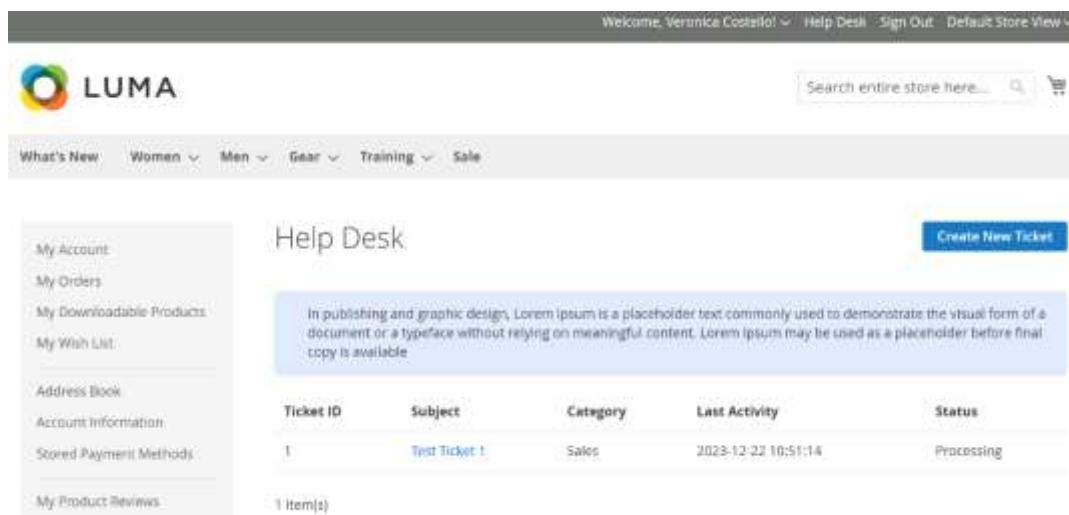 Welcome, Veronica Costello! Help Desk Sign Out Default Store View
LUMA
Search entire store here...
What's New Women Men Gear Training Sale
My Account
My Orders
My Downloadable Products
My Wish List
Address Book
Account Information
Stored Payment Methods
My Product Reviews
Help Desk
Create New Ticket
In publishing and graphic design, Lorem ipsum is a placeholder text commonly used to demonstrate the visual form of a
document or a typeface without relying on meaningful content. Lorem ipsum may be used as a placeholder before final
copy is available
Ticket ID Subject Category Last Activity Status
1 Test Ticket 1 Sales 2023-12-22 10:51:14 Processing
1 Item(s)